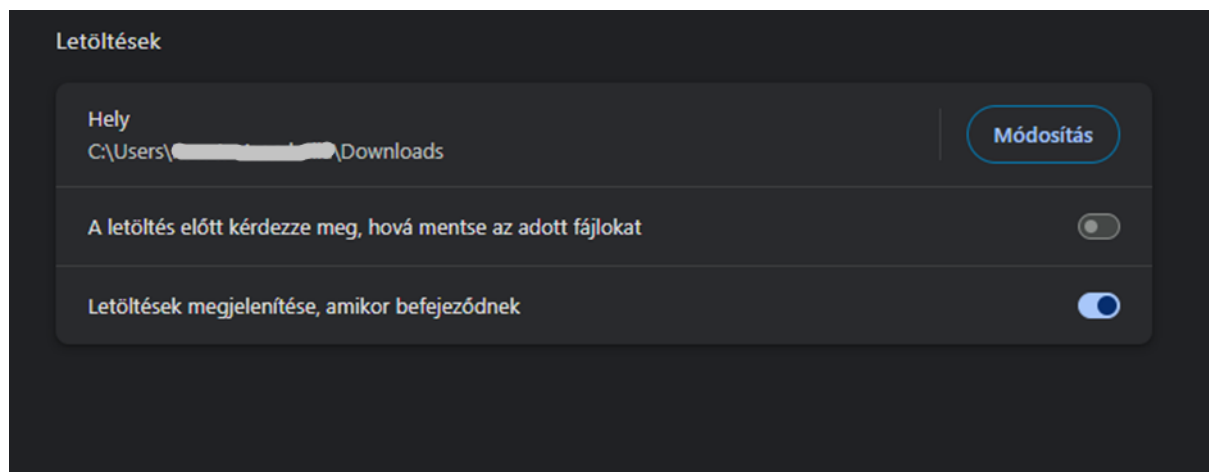 Letöltések
Hely
C:\Users\ \Downloads
Módosítás
A letöltés előtt kérdezze meg, hová mentse az adott fájlokat
Letöltések megjelenítése, amikor befejeződnek